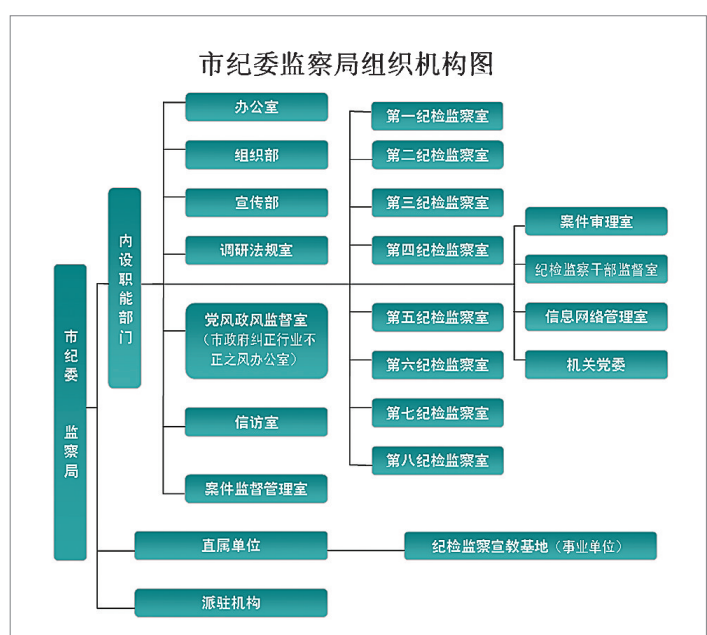 市纪委监察局组织机构图
市纪委 监察局
内设职能部门
办公室
组织部
宣传部
调研法规室
党风政风监督室
（市政府纠正行业不
正之风办公室）
信访室
案件监督管理室
第一纪检监察室
第二纪检监察室
第三纪检监察室
第四纪检监察室
第五纪检监察室
第六纪检监察室
第七纪检监察室
第八纪检监察室
案件审理室
纪检监察干部监督室
信息网络管理室
机关党委
直属单位
纪检监察宣教基地（事业单位）
派驻机构